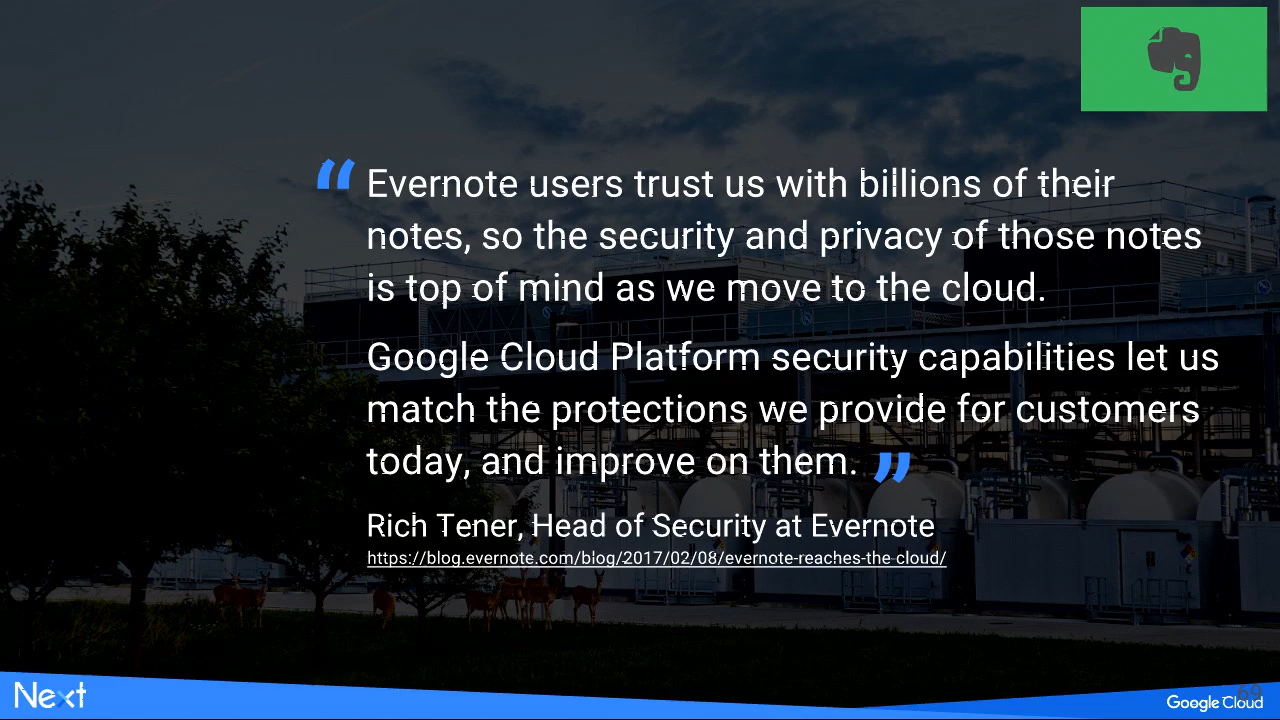 “ Evernote users trust us with billions of their
notes, so the security and privacy of those notes
is top of mind as we move to the cloud.
Google Cloud Platform security capabilities let us
match the protections we provide for customers
today, and improve on them. ”
Rich Tener, Head of Security at Evernote
https://blog.evernote.com/blog/2017/02/08/evernote-reaches-the-cloud/
Next
Google Cloud
69